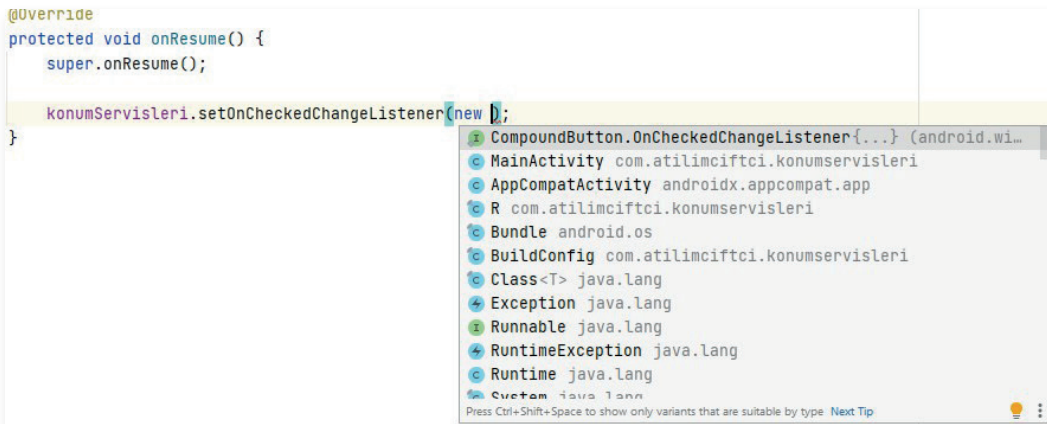 @Override
protected void onResume() {
super.onResume();
konumServisleri.setOnCheckedChangeListener(new );
}
CompoundButton.OnCheckedChangeListener{...} (android.wi…
MainActivity com.atilimciftci.konumservisleri
AppCompatActivity androidx.appcompat.app
R com.atilimciftci.konumservisleri
Bundle android.os
BuildConfig com.atilimciftci.konumservisleri
Class<T> java.lang
Exception java.lang
Runnable java.lang
RuntimeException java.lang
Runtime java.lang
System java.lang
Press Ctrl+Shift+Space to show only variants that are suitable by type Next Tip